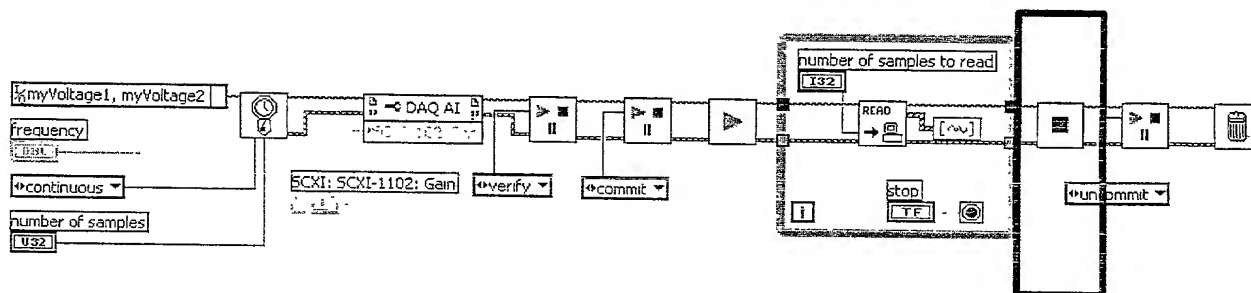 myVoltage1, myVoltage2
frequency
DBL
continuous
number of samples
U32
DAQ AI
SCXI: SCXI-1102: Gain
verify
commit
number of samples to read
I32
READ
i
stop
TF
uncommit